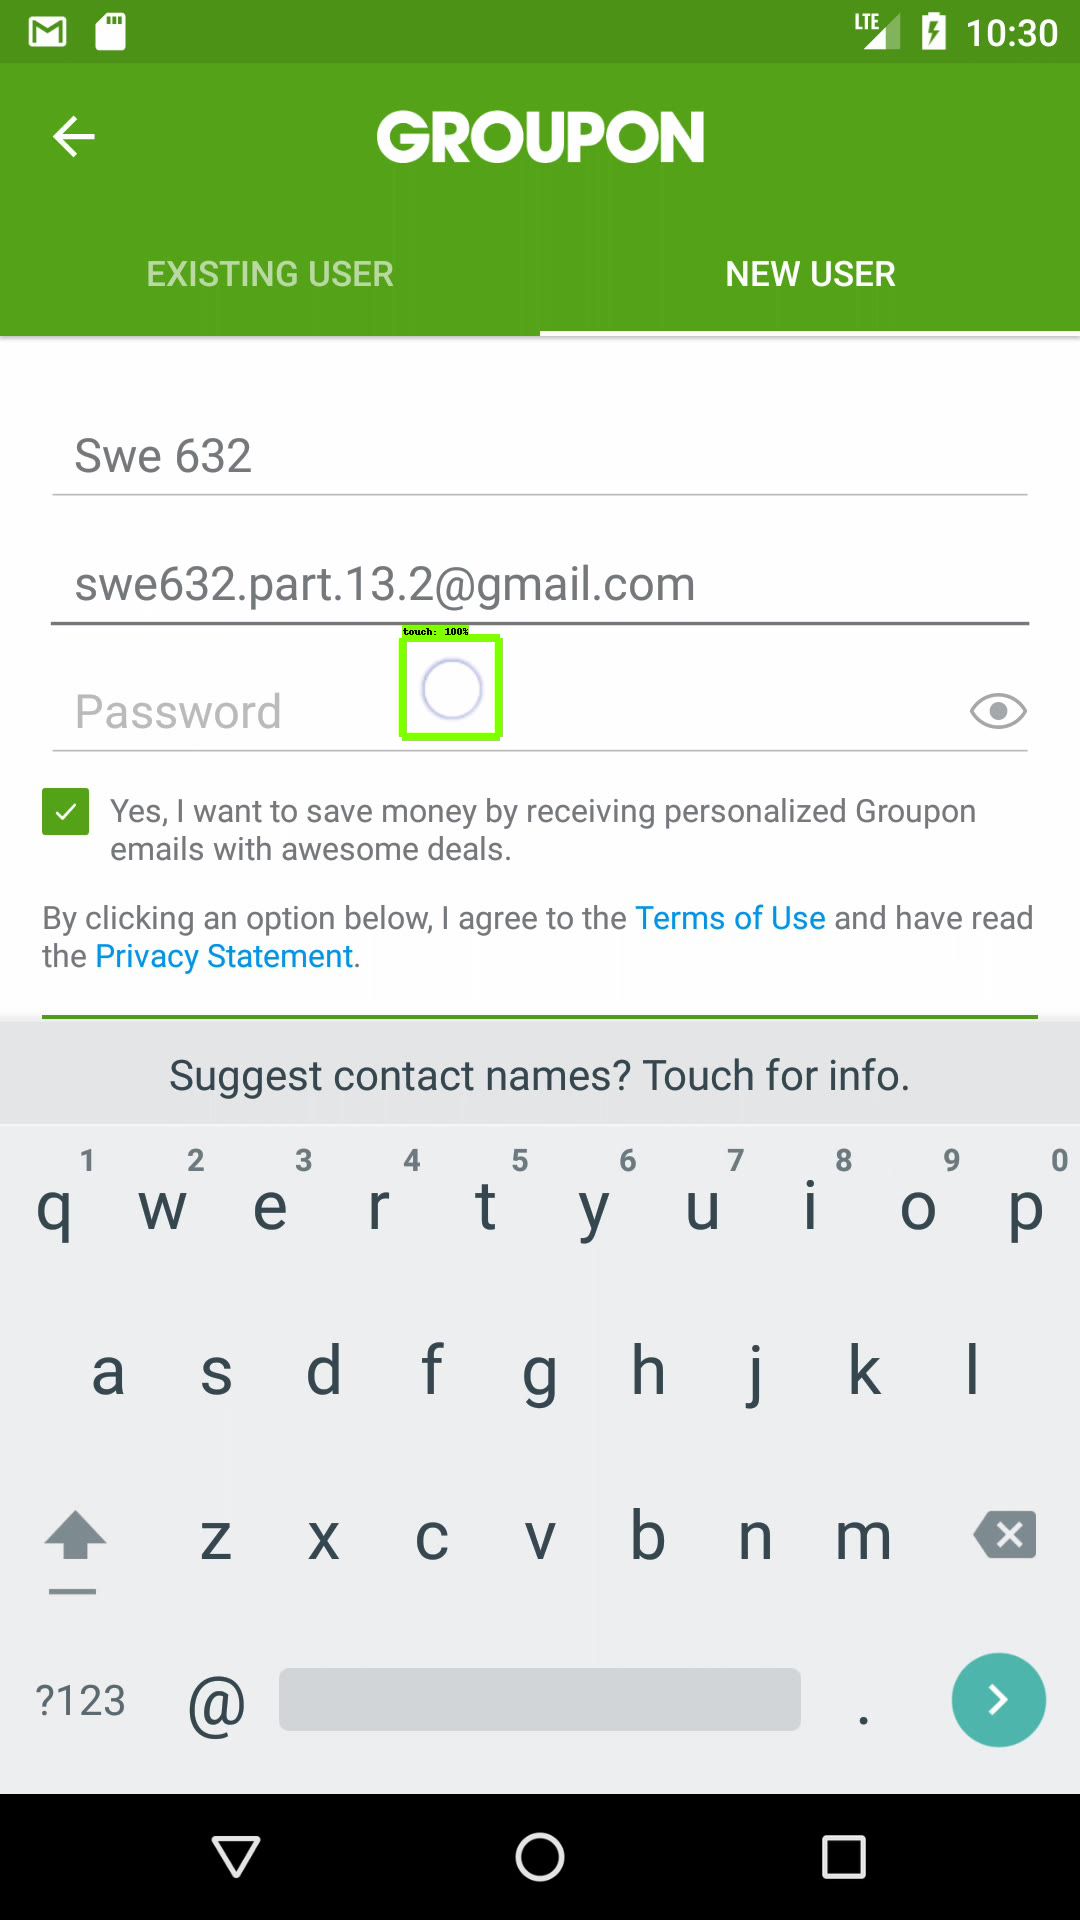 LTE 10:30
GROUPON
EXISTING USER NEW USER
Swe 632
swe632.part.13.2@gmail.com
touch: 100%
Password
Yes, I want to save money by receiving personalized Groupon
emails with awesome deals.
By clicking an option below, I agree to the Terms of Use and have read
the Privacy Statement.
Suggest contact names? Touch for info.
1 2 3 4 5 6 7 8 9 0
q w e r t y u i o p
a s d f g h j k l
z x c v b n m
?123 @ .